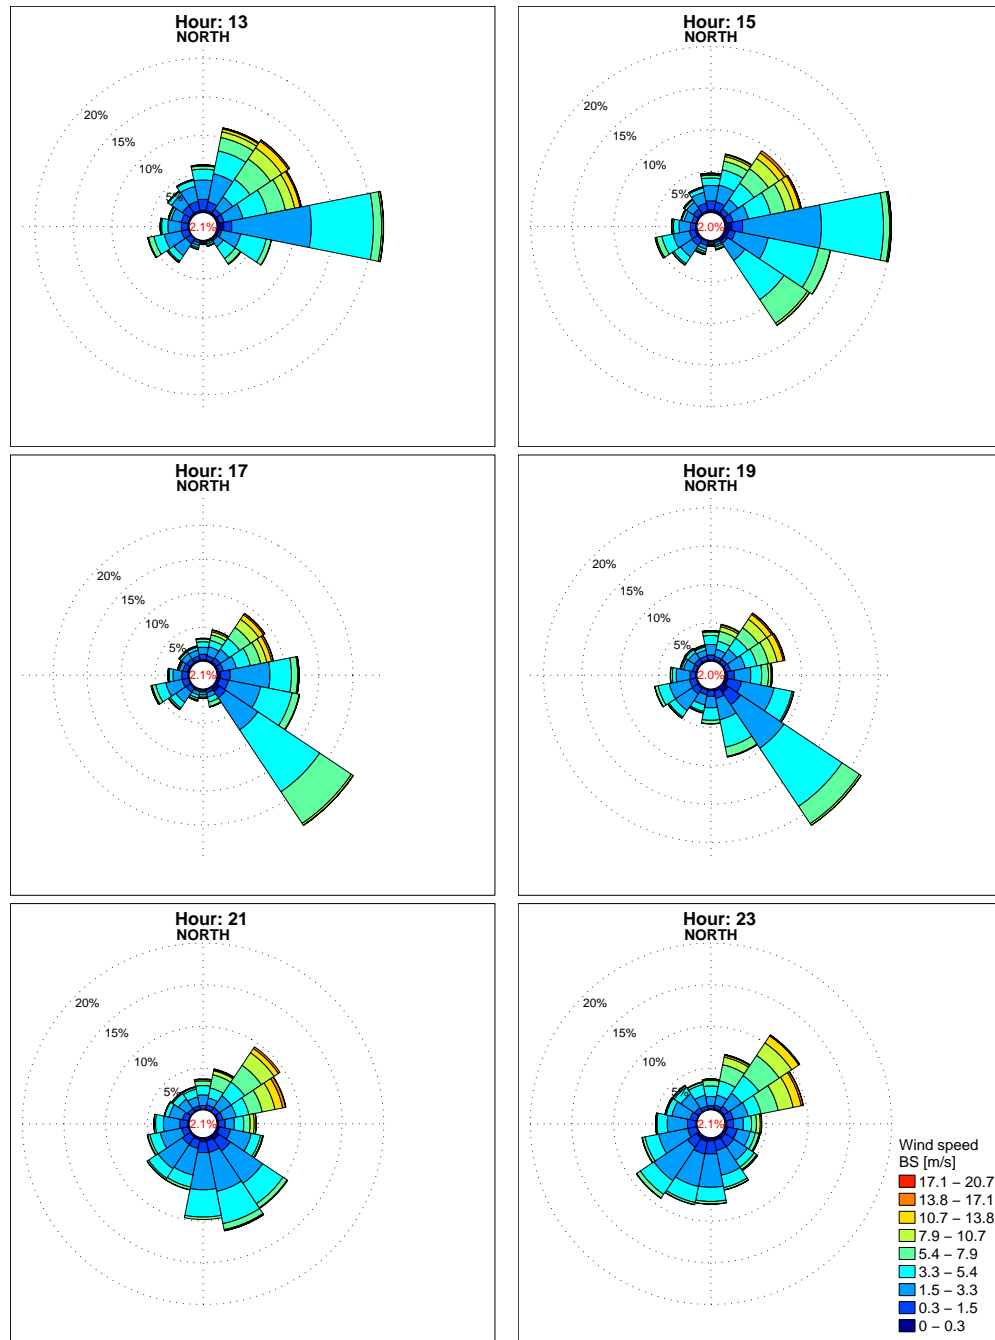 Hour: 13
NORTH
20%
15%
10%
5%
2.1%
Hour: 15
NORTH
20%
15%
10%
5%
2.0%
Hour: 17
NORTH
20%
15%
10%
5%
2.1%
Hour: 19
NORTH
20%
15%
10%
5%
2.0%
Hour: 21
NORTH
20%
15%
10%
5%
2.1%
Hour: 23
NORTH
20%
15%
10%
5%
2.1%
Wind speed
BS [m/s]
17.1 – 20.7
13.8 – 17.1
10.7 – 13.8
7.9 – 10.7
5.4 – 7.9
3.3 – 5.4
1.5 – 3.3
0.3 – 1.5
0 – 0.3